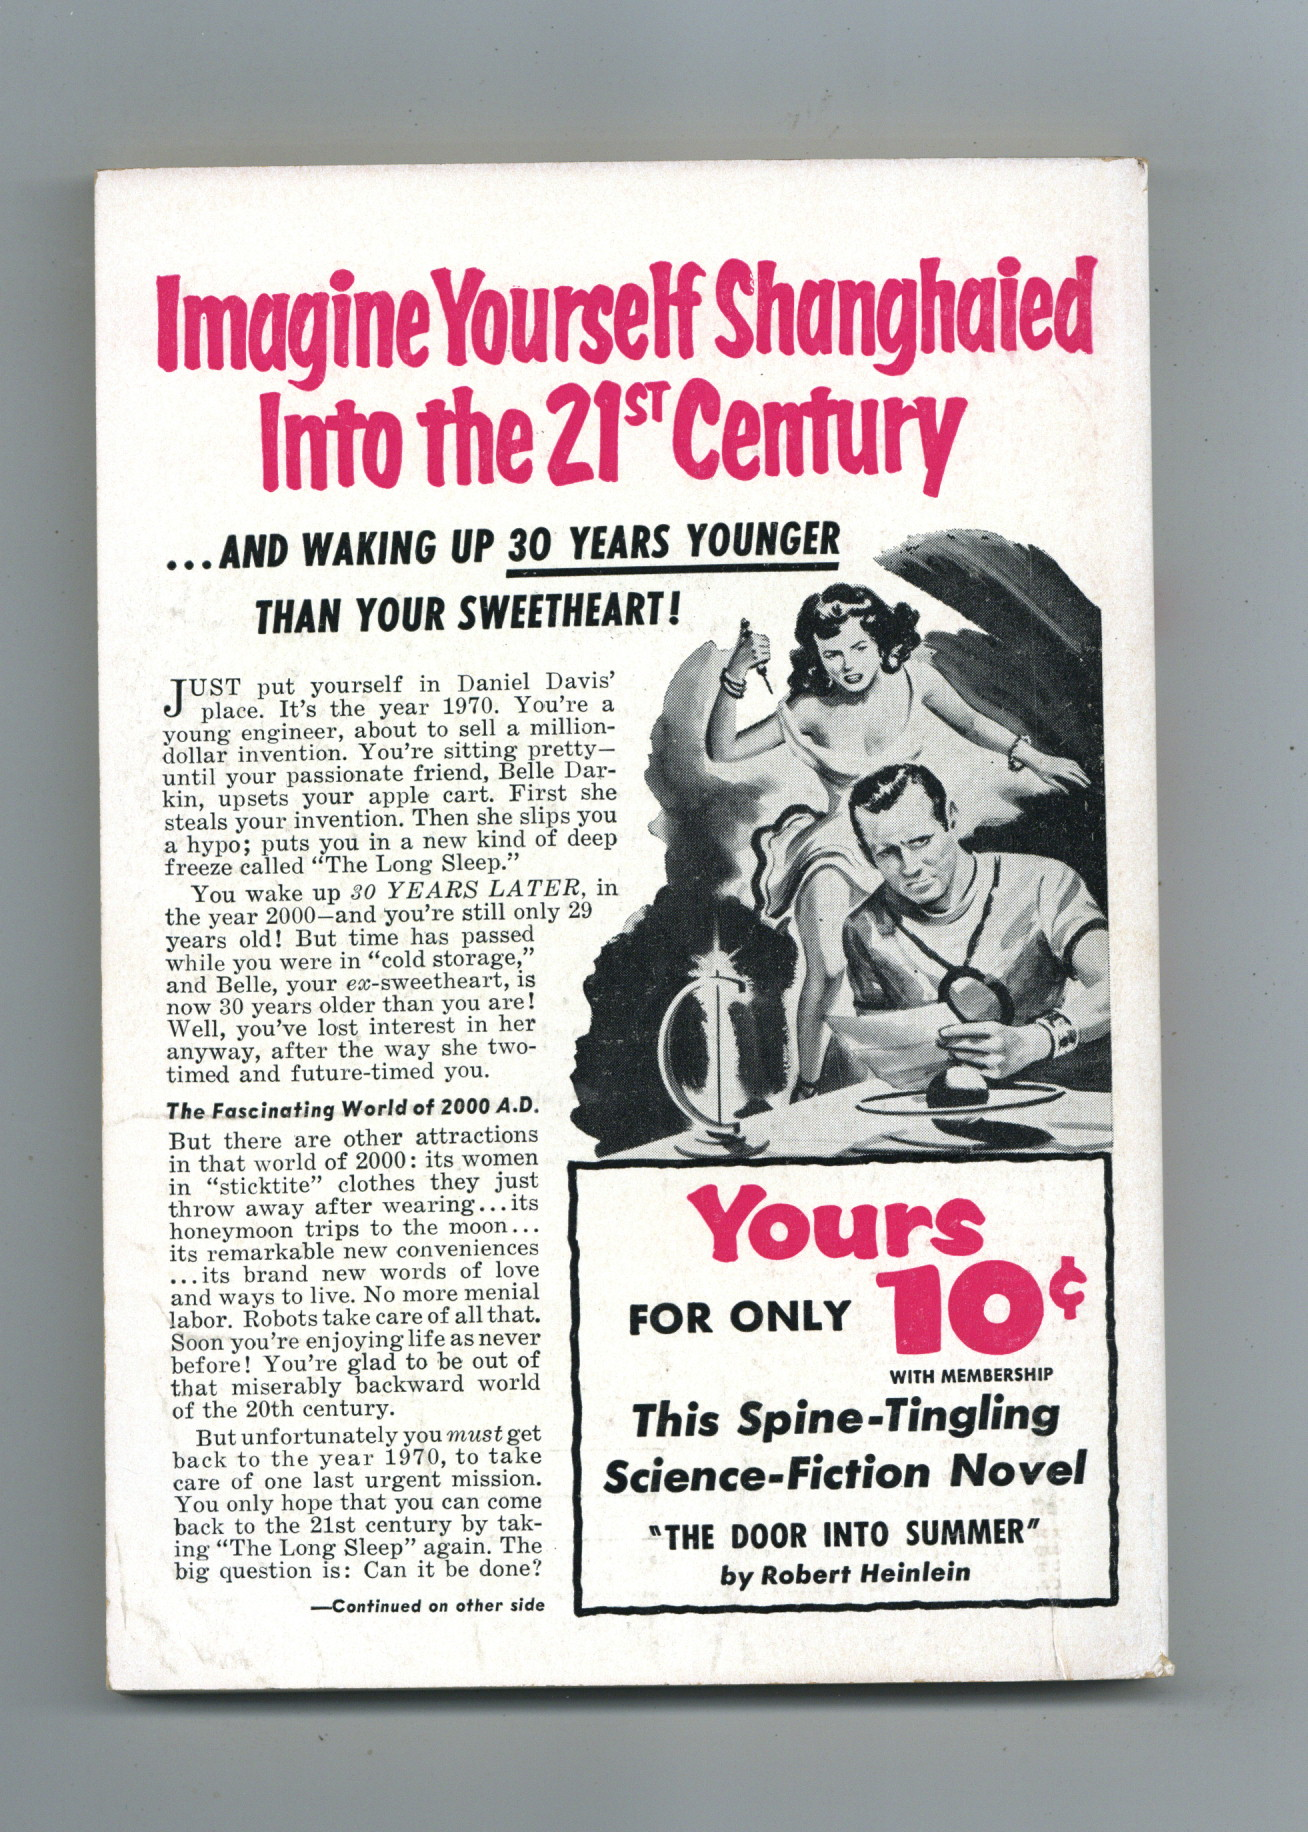 Imagine Yourself Shanghaied
Into the 21ST Century
...AND WAKING UP 30 YEARS YOUNGER
THAN YOUR SWEETHEART!
JUST put yourself in Daniel Davis’
place. It’s the year 1970. You’re a
young engineer, about to sell a million-
dollar invention. You’re sitting pretty—
until your passionate friend, Belle Dar-
kin, upsets your apple cart. First she
steals your invention. Then she slips you
a hypo; puts you in a new kind of deep
freeze called “The Long Sleep.”
You wake up 30 YEARS LATER, in
the year 2000—and you’re still only 29
years old! But time has passed
while you were in “cold storage,”
and Belle, your ex-sweetheart, is
now 30 years older than you are!
Well, you’ve lost interest in her
anyway, after the way she two-
timed and future-timed you.
The Fascinating World of 2000 A.D.
But there are other attractions
in that world of 2000: its women
in “sticktite” clothes they just
throw away after wearing...its
honeymoon trips to the moon...
its remarkable new conveniences
...its brand new words of love
and ways to live. No more menial
labor. Robots take care of all that.
Soon you’re enjoying life as never
before! You’re glad to be out of
that miserably backward world
of the 20th century.
But unfortunately you must get
back to the year 1970, to take
care of one last urgent mission.
You only hope that you can come
back to the 21st century by tak-
ing “The Long Sleep” again. The
big question is: Can it be done?
—Continued on other side
Yours
FOR ONLY 10¢
WITH MEMBERSHIP
This Spine-Tingling
Science-Fiction Novel
"THE DOOR INTO SUMMER"
by Robert Heinlein